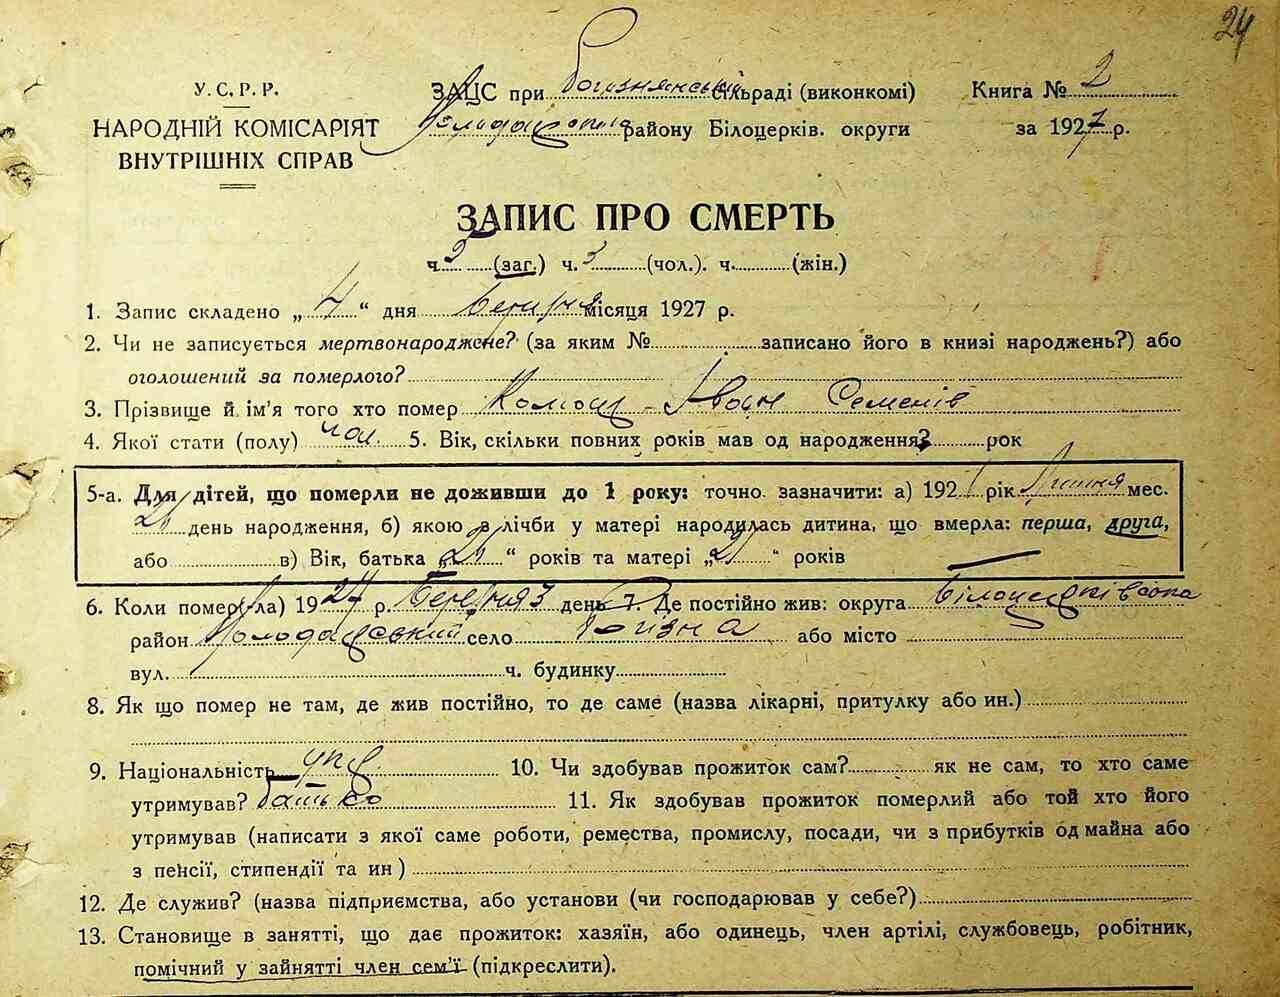 24
У. С. Р. Р.
НАРОДНІЙ КОМІСАРІЯТ
ВНУТРІШНІХ СПРАВ
ЗАЦС при сільраді (виконкомі)
району Білоцерків. округи
Книга № 2
за 1927 р.
ЗАПИС ПРО СМЕРТЬ
ч. 3 (заг.) ч. 3 (чол.). ч. (жін.)
1. Запис складено „ 4 “ дня березня місяця 1927 р.
2. Чи не записується мертвонароджене? (за яким № записано його в книзі народжень?) або
оголошений за померлого?
3. Прізвище й ім'я того хто помер Іван Семенів
4. Якої стати (полу) чол. 5. Вік, скільки повних років мав од народження? рок
5-а. Для дітей, що померли не доживши до 1 року: точно зазначити: а) 192 рік мес.
день народження, б) якою з лічби у матері народилась дитина, що вмерла: перша, друга,
або в) Вік, батька „ “ років та матері „ “ років
6. Коли помер(-ла) 1927 р. березня 3 день 7. Де постійно жив: округа Білоцерківська
район Володарський село або місто
вул. ч. будинку
8. Як що помер не там, де жив постійно, то де саме (назва лікарні, притулку або ин.)
9. Національність укр 10. Чи здобував прожиток сам? як не сам, то хто саме
утримував? батько 11. Як здобував прожиток померлий або той хто його
утримував (написати з якої саме роботи, ремества, промислу, посади, чи з прибутків од майна або
з пенсії, стипендії та ин)
12. Де служив? (назва підприємства, або установи (чи господарював у себе?)
13. Становище в занятті, що дає прожиток: хазяїн, або одинець, член артілі, службовець, робітник,
помічний у зайнятті член сем'ї (підкреслити).